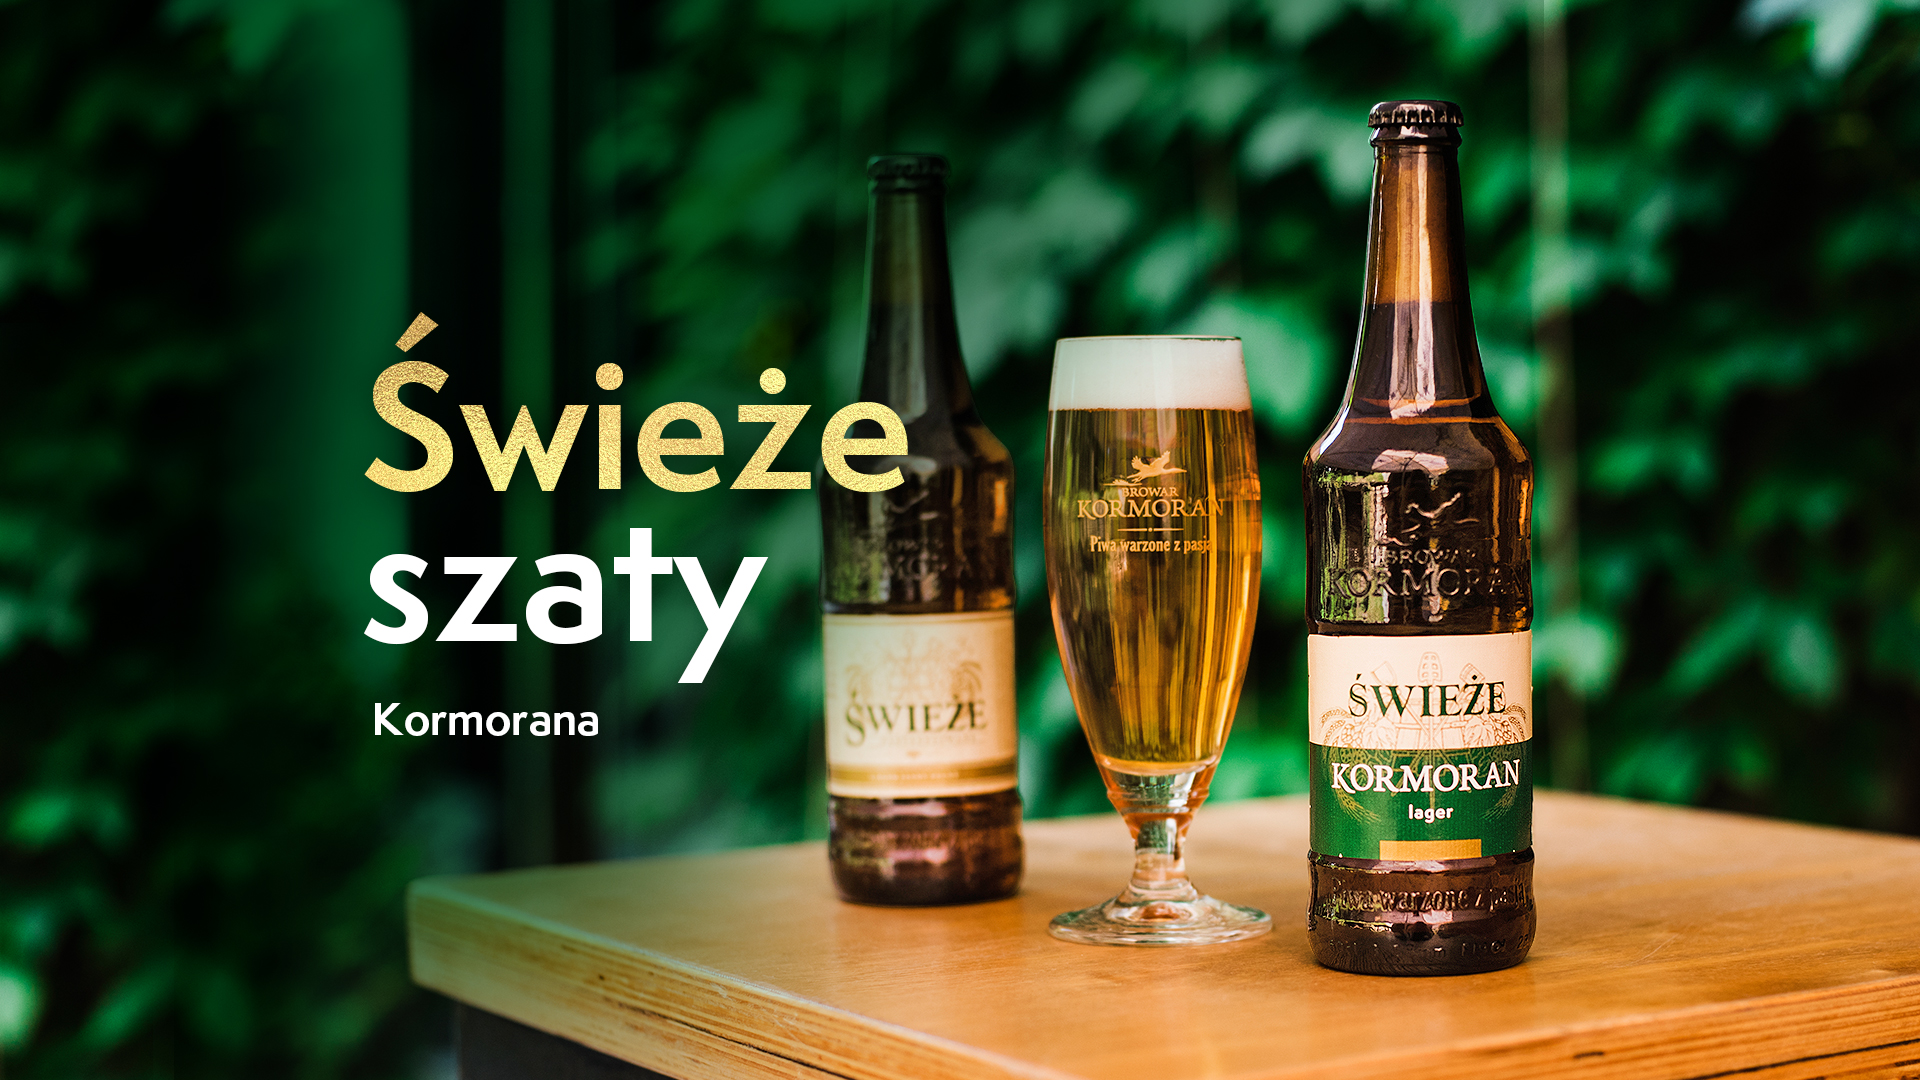 Świeże
szaty
Kormorana
ŚWIEŻE
BROWAR
KORMORAN
Piwa warzone z pasją
BROWAR
KORMORAN
ŚWIEŻE
KORMORAN
lager
Piwa warzone z pasją